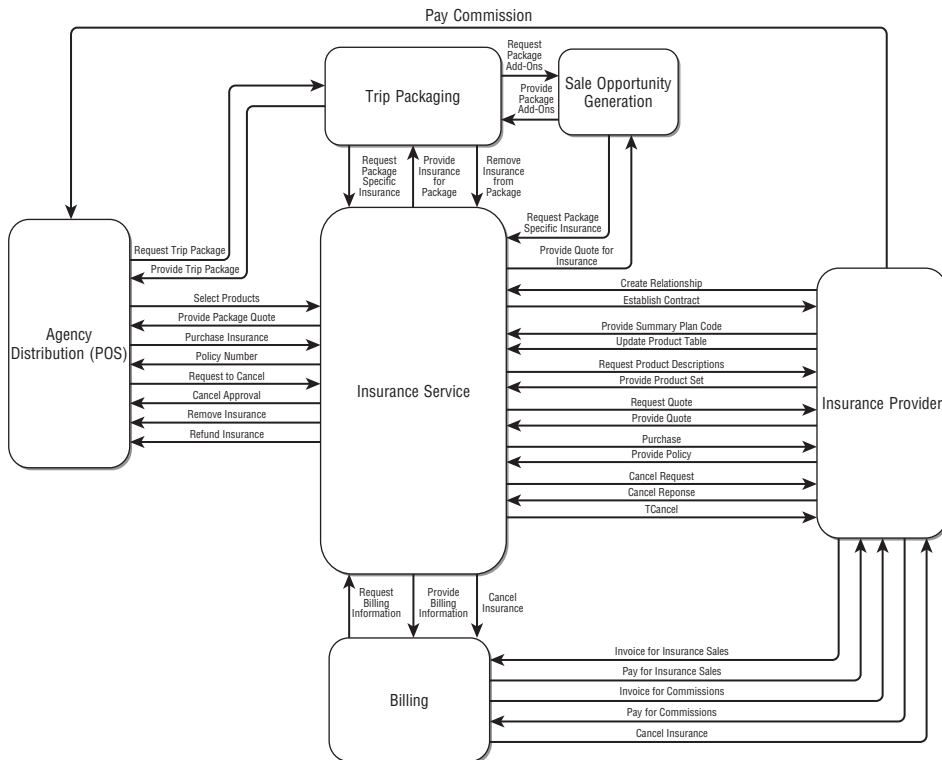 Pay Commission
Request
Package
Add-Ons
Trip Packaging
Sale Opportunity
Generation
Provide
Package
Add-Ons
Request
Package
Specific
Insurance
Provide
Insurance
for
Package
Remove
Insurance
from
Package
Request Package
Specific Insurance
Request Trip Package
Provide Quote for
Insurance
Provide Trip Package
Create Relationship
Select Products
Establish Contract
Provide Package Quote
Provide Summary Plan Code
Agency
Distribution (POS)
Purchase Insurance
Update Product Table
Policy Number
Request Product Descriptions
Request to Cancel
Provide Product Set
Insurance Service
Insurance Provider
Cancel Approval
Request Quote
Remove Insurance
Provide Quote
Refund Insurance
Purchase
Provide Policy
Cancel Request
Cancel Reponse
TCancel
Request
Billing
Information
Provide
Billing
Information
Cancel
Insurance
Invoice for Insurance Sales
Pay for Insurance Sales
Billing
Invoice for Commissions
Pay for Commissions
Cancel Insurance